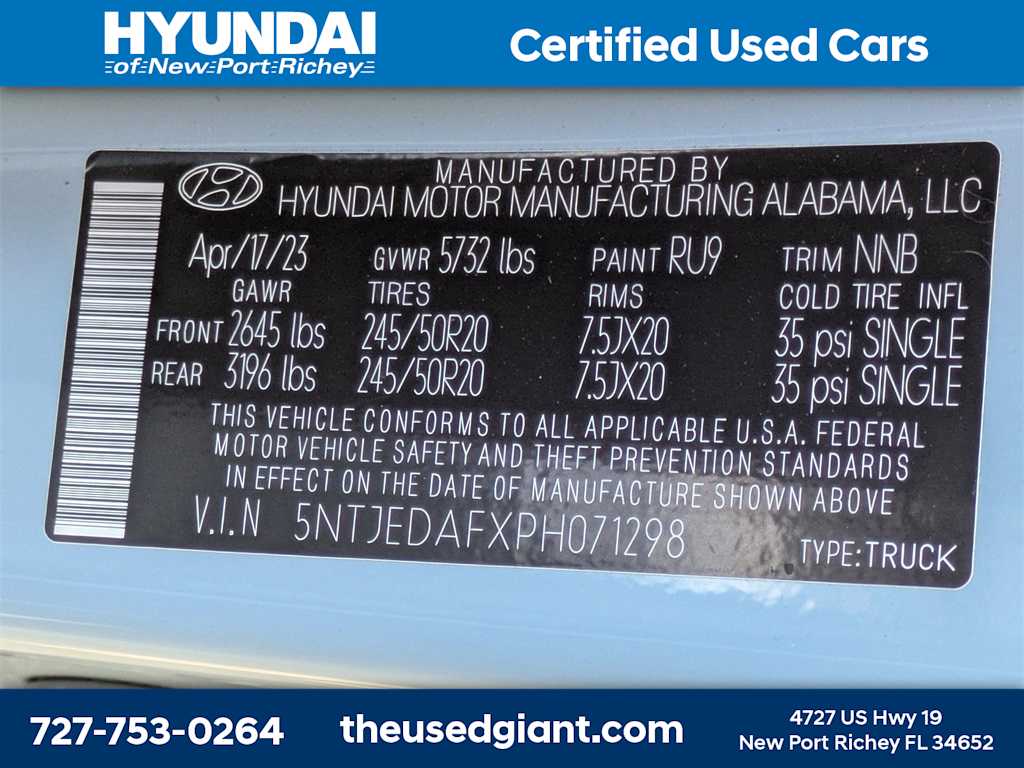 HYUNDAI
of New Port Richey
Certified Used Cars
MANUFACTURED BY
HYUNDAI MOTOR MANUFACTURING ALABAMA, LLC
Apr/17/23 GVWR 5732 lbs PAINT RU9 TRIM NNB
GAWR TIRES RIMS COLD TIRE INFL
FRONT 2645 lbs 245/50R20 7.5JX20 35 psi SINGLE
REAR 3196 lbs 245/50R20 7.5JX20 35 psi SINGLE
THIS VEHICLE CONFORMS TO ALL APPLICABLE U.S.A. FEDERAL
MOTOR VEHICLE SAFETY AND THEFT PREVENTION STANDARDS
IN EFFECT ON THE DATE OF MANUFACTURE SHOWN ABOVE
V.I.N 5NTJEDAFXPH071298
TYPE:TRUCK
727-753-0264
theusedgiant.com
4727 US Hwy 19
New Port Richey FL 34652